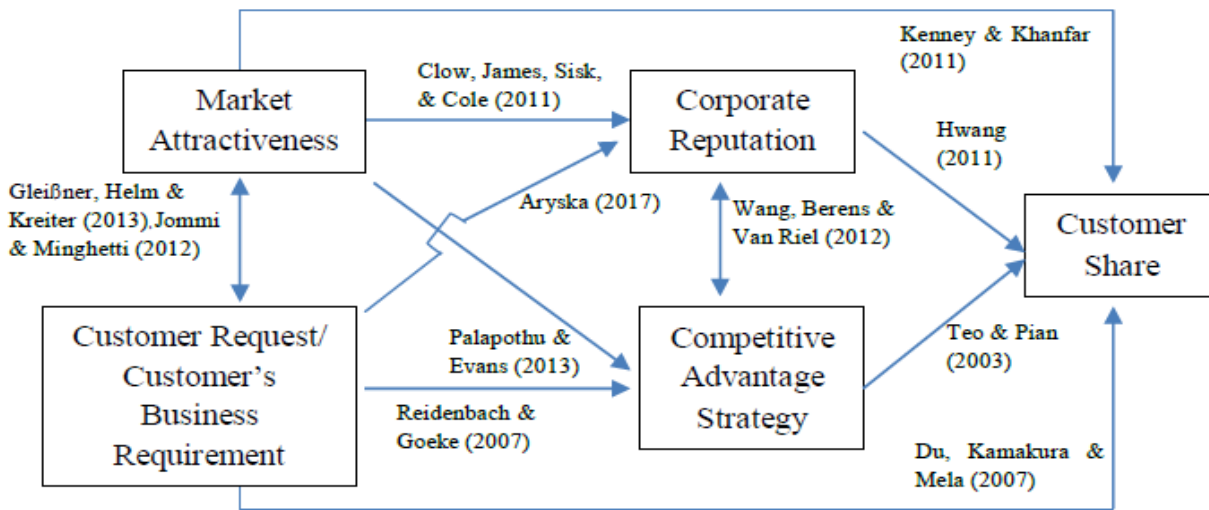 Kenney & Khanfar
(2011)
Clow, James, Sisk,
& Cole (2011)
Market
Attractiveness
Corporate
Reputation
Hwang
(2011)
Gleißner, Helm &
Kreiter (2013),Jommi
& Minghetti (2012)
Aryska (2017)
Wang, Berens &
Van Riel (2012)
Customer
Share
Customer Request/
Customer’s
Business
Requirement
Palapothu &
Evans (2013)
Competitive
Advantage
Strategy
Teo & Pian
(2003)
Reidenbach &
Goeke (2007)
Du, Kamakura &
Mela (2007)